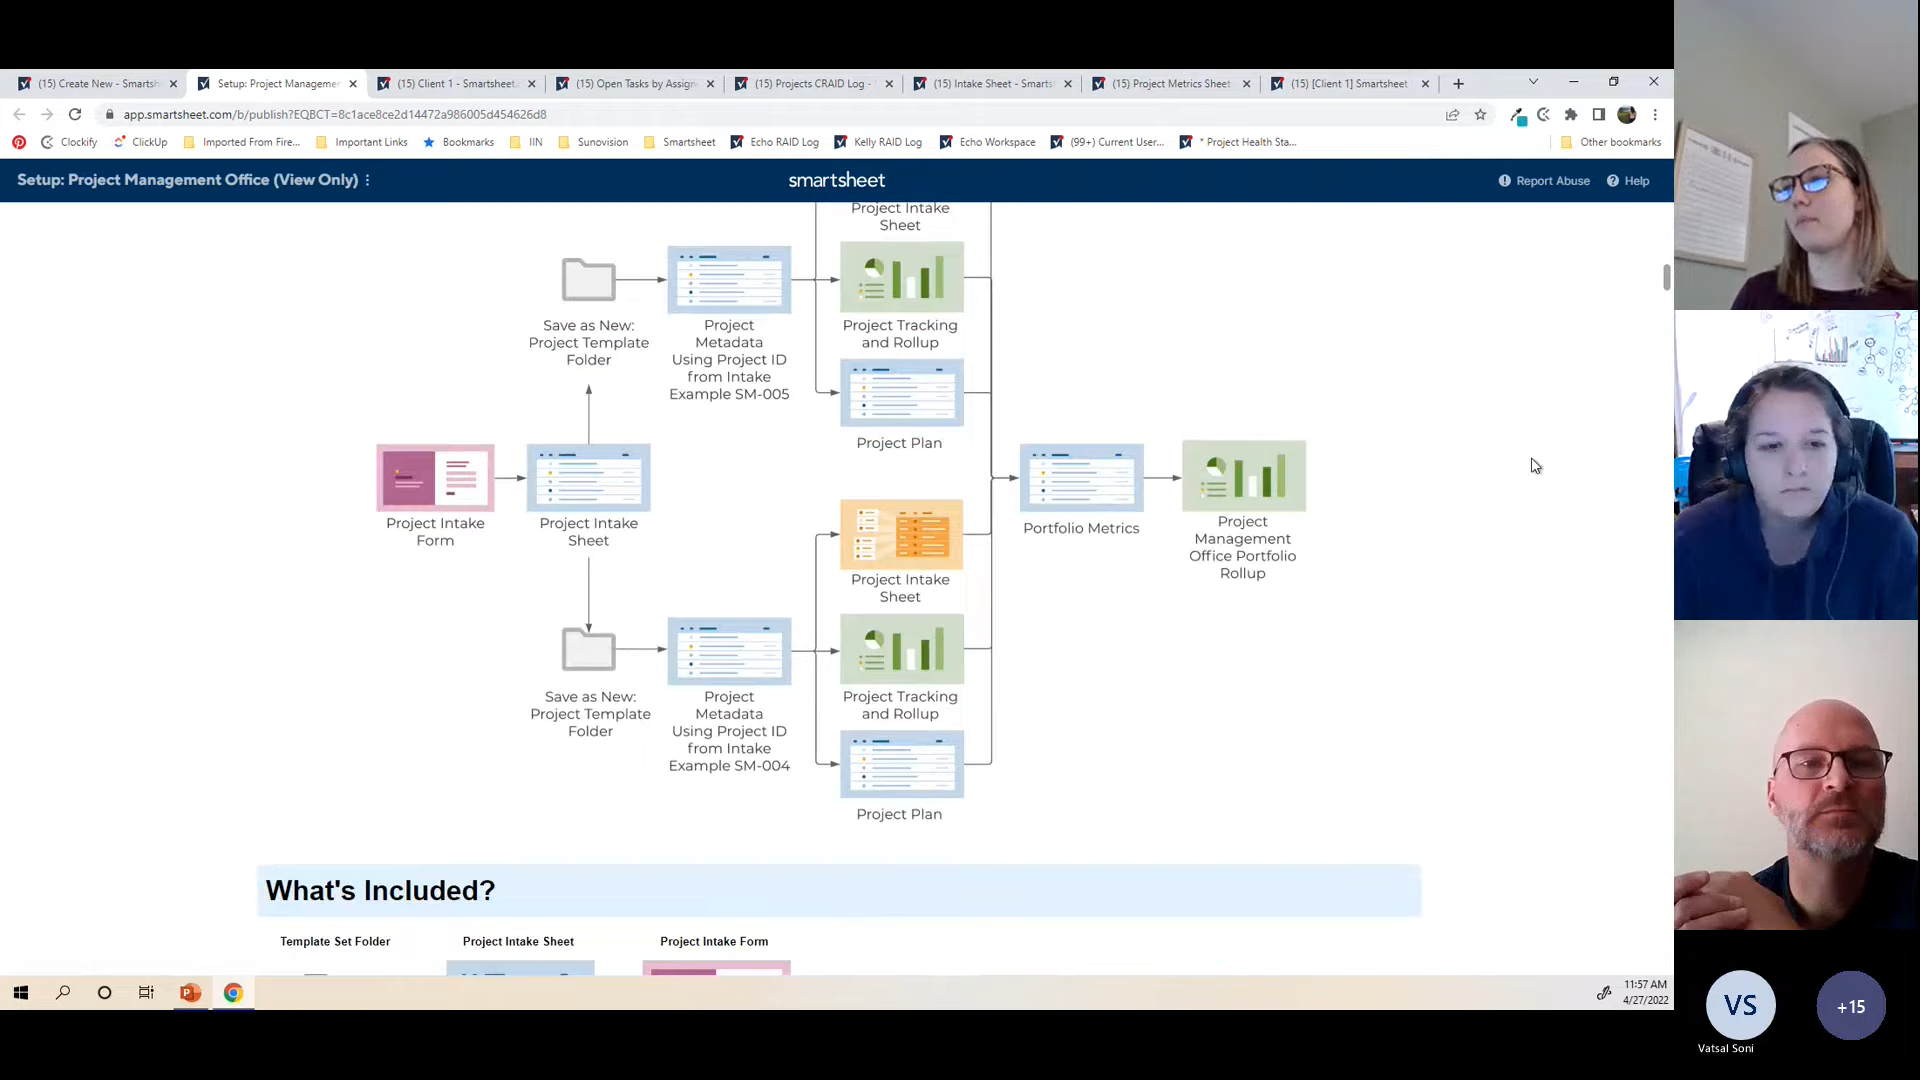 (15) Create New - Smartsh
Setup: Project Managemen
(15) Client 1 - Smartsheet.
(15) Open Tasks by Assign
(15) Projects CRAID Log -
(15) Intake Sheet - Smarts
(15) Project Metrics Sheet
(15) [Client 1] Smartsheet
app.smartsheet.com/b/publish?EQBCT=8c1ace8ce2d14472a986005d454626d8
Clockify
ClickUp
Imported From Fire...
Important Links
Bookmarks
IIN
Sunovision
Smartsheet
Echo RAID Log
Kelly RAID Log
Echo Workspace
(99+) Current User...
* Project Health Sta...
Other bookmarks
Setup: Project Management Office (View Only)
smartsheet
Report Abuse
Help
Project Intake
Sheet
Save as New:
Project Template
Folder
Project
Metadata
Using Project ID
from Intake
Example SM-005
Project Tracking
and Rollup
Project Plan
Project Intake
Form
Project Intake
Sheet
Project Intake
Sheet
Portfolio Metrics
Project
Management
Office Portfolio
Rollup
Save as New:
Project Template
Folder
Project
Metadata
Using Project ID
from Intake
Example SM-004
Project Tracking
and Rollup
Project Plan
What's Included?
Template Set Folder
Project Intake Sheet
Project Intake Form
11:57 AM
4/27/2022
VS
+15
Vatsal Soni